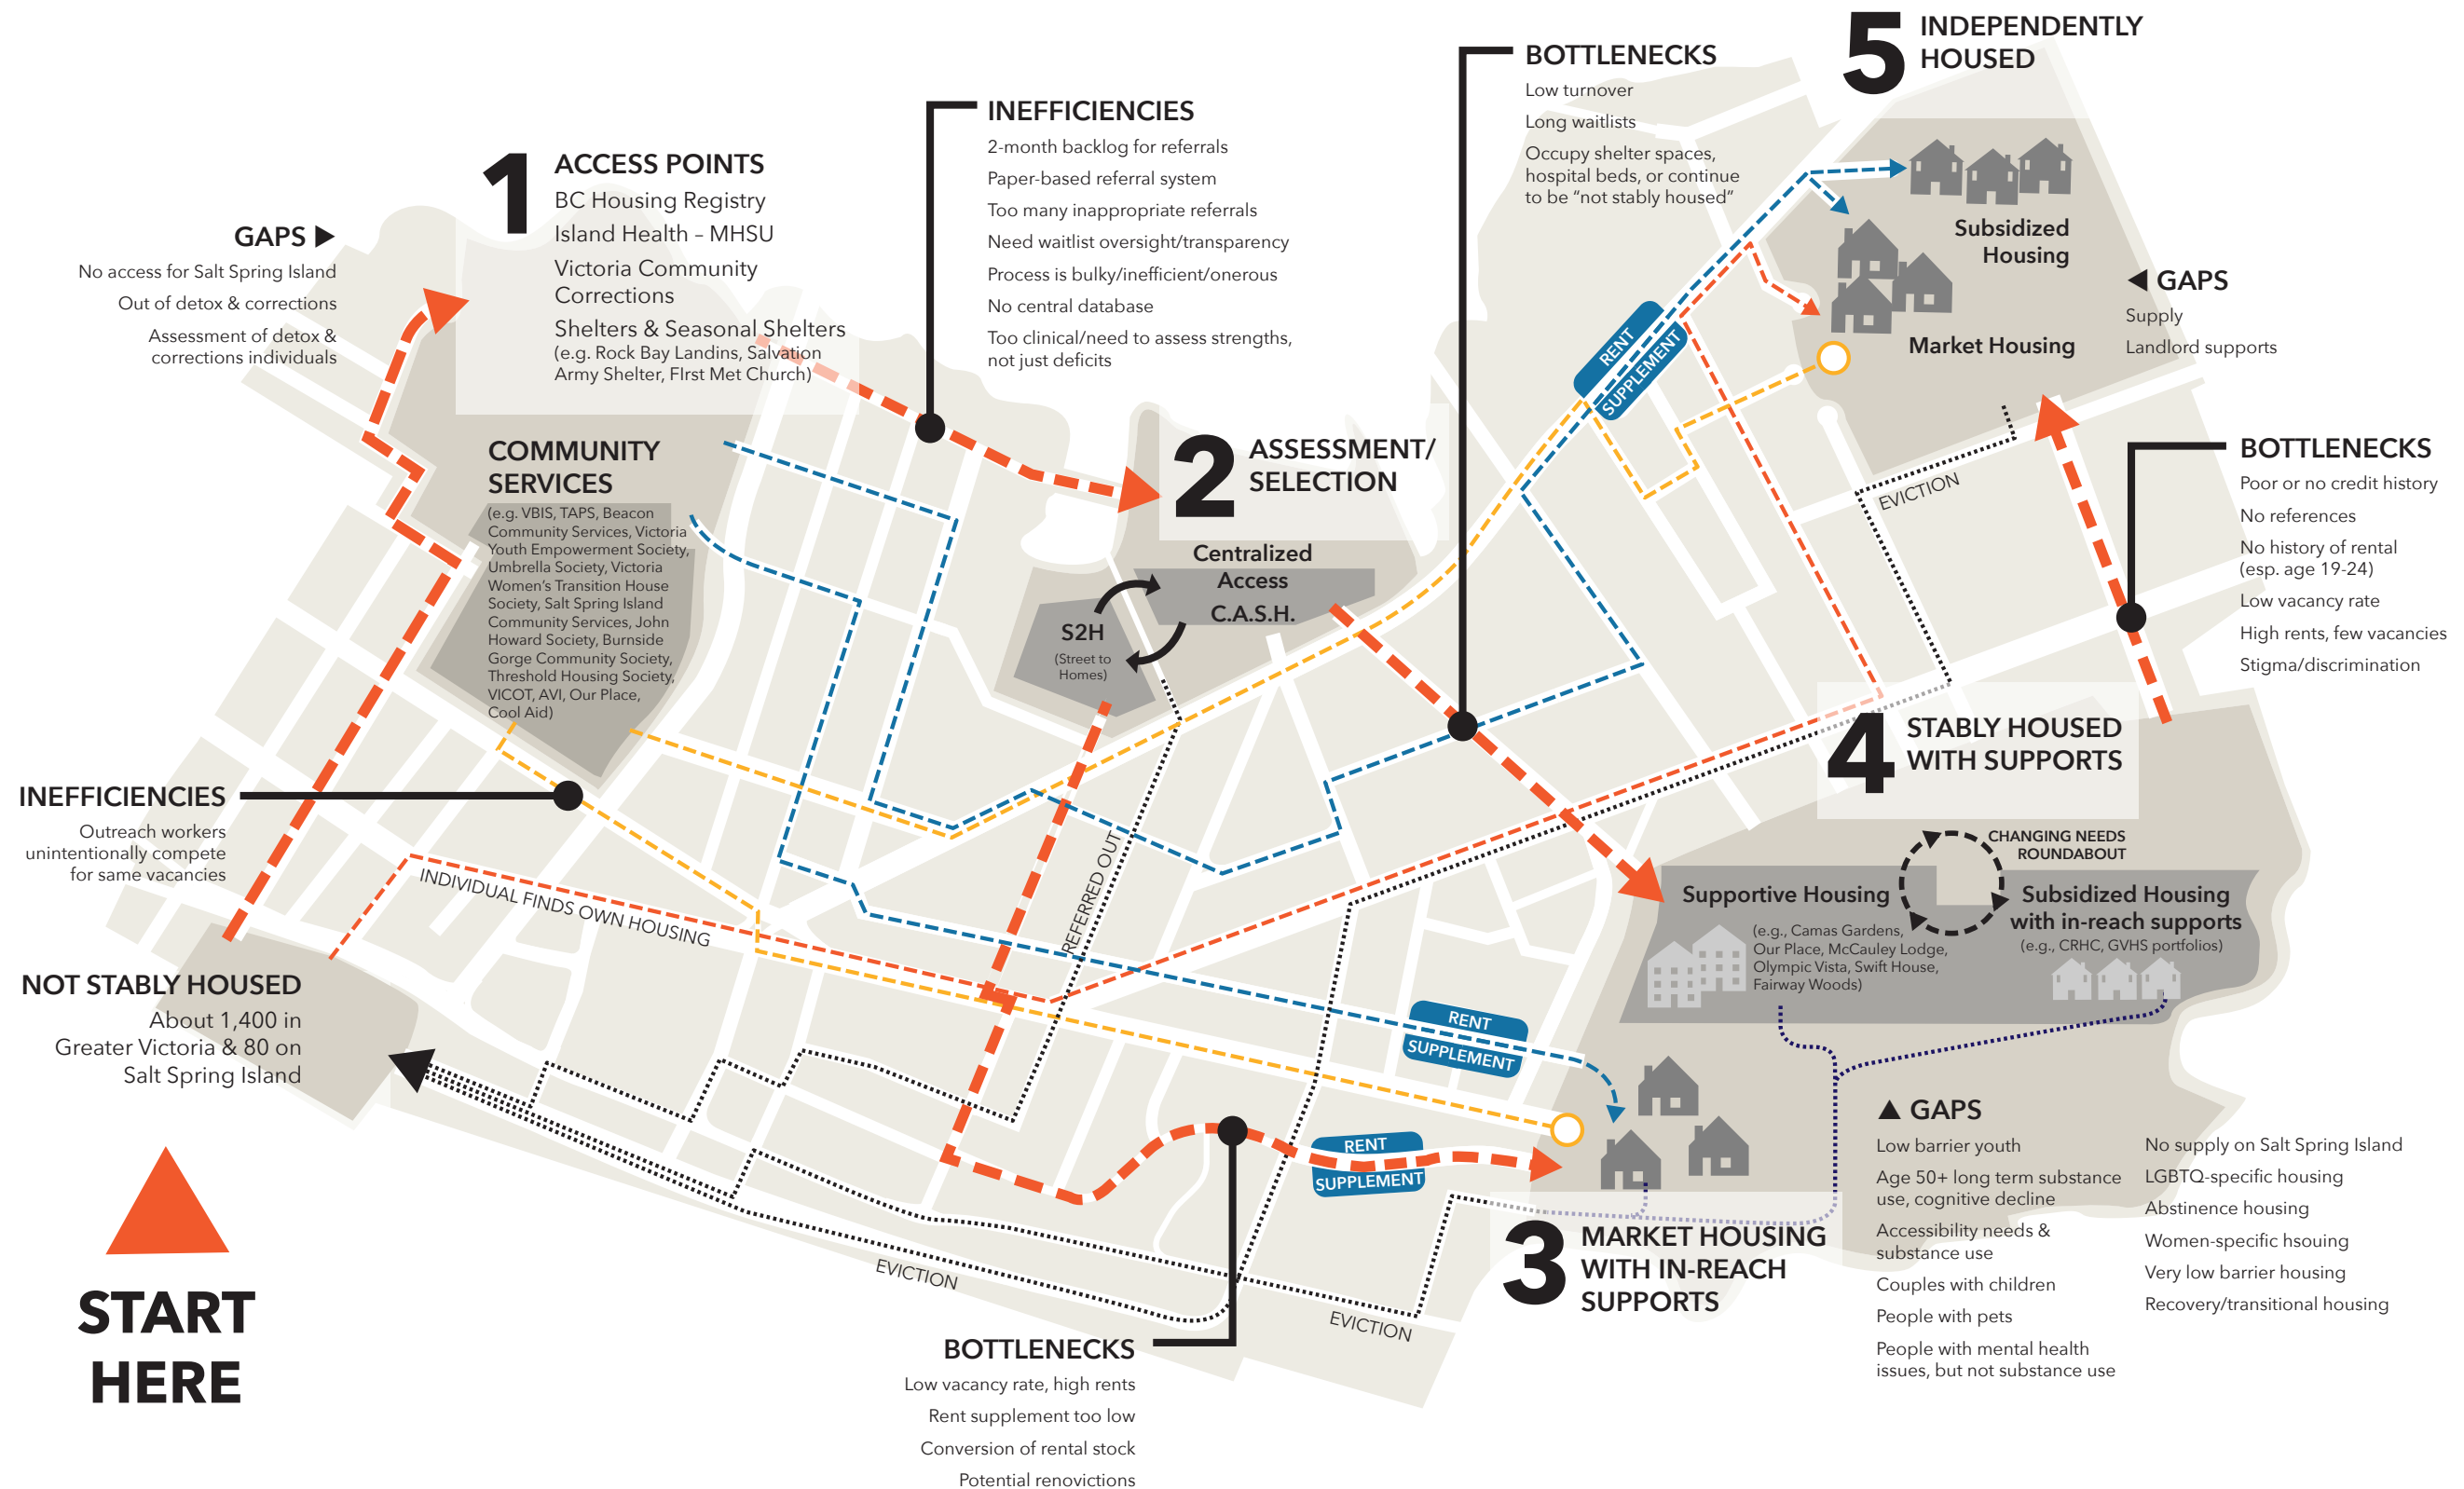 5 INDEPENDENTLY
HOUSED
BOTTLENECKS
Low turnover
Long waitlists
Occupy shelter spaces,
hospital beds, or continue
to be “not stably housed”
INEFFICIENCIES
2-month backlog for referrals
Paper-based referral system
Too many inappropriate referrals
Need waitlist oversight/transparency
Process is bulky/inefficient/onerous
No central database
Too clinical/need to assess strengths,
not just deficits
1 ACCESS POINTS
BC Housing Registry
Island Health – MHSU
Victoria Community
Corrections
Shelters & Seasonal Shelters
(e.g. Rock Bay Landins, Salvation
Army Shelter, FIrst Met Church)
GAPS ▶
No access for Salt Spring Island
Out of detox & corrections
Assessment of detox &
corrections individuals
Subsidized
Housing
Market Housing
◀ GAPS
Supply
Landlord supports
RENT
SUPPLEMENT
COMMUNITY
SERVICES
(e.g. VBIS, TAPS, Beacon
Community Services, Victoria
Youth Empowerment Society,
Umbrella Society, Victoria
Women’s Transition House
Society, Salt Spring Island
Community Services, John
Howard Society, Burnside
Gorge Community Society,
Threshold Housing Society,
VICOT, AVI, Our Place,
Cool Aid)
2 ASSESSMENT/
SELECTION
Centralized
Access
C.A.S.H.
S2H
(Street to
Homes)
EVICTION
BOTTLENECKS
Poor or no credit history
No references
No history of rental
(esp. age 19-24)
Low vacancy rate
High rents, few vacancies
Stigma/discrimination
4 STABLY HOUSED
WITH SUPPORTS
CHANGING NEEDS
ROUNDABOUT
Supportive Housing
(e.g., Camas Gardens,
Our Place, McCauley Lodge,
Olympic Vista, Swift House,
Fairway Woods)
Subsidized Housing
with in-reach supports
(e.g., CRHC, GVHS portfolios)
INEFFICIENCIES
Outreach workers
unintentionally compete
for same vacancies
INDIVIDUAL FINDS OWN HOUSING
REFERRED OUT
NOT STABLY HOUSED
About 1,400 in
Greater Victoria & 80 on
Salt Spring Island
RENT
SUPPLEMENT
RENT
SUPPLEMENT
▲ GAPS
Low barrier youth
Age 50+ long term substance
use, cognitive decline
Accessibility needs &
substance use
Couples with children
People with pets
People with mental health
issues, but not substance use
No supply on Salt Spring Island
LGBTQ-specific housing
Abstinence housing
Women-specific hsouing
Very low barrier housing
Recovery/transitional housing
3 MARKET HOUSING
WITH IN-REACH
SUPPORTS
EVICTION
EVICTION
START
HERE
BOTTLENECKS
Low vacancy rate, high rents
Rent supplement too low
Conversion of rental stock
Potential renovictions